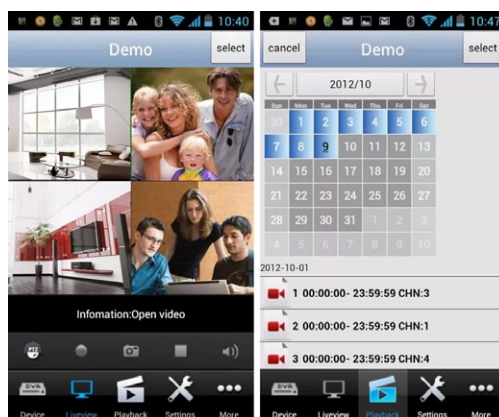 10:40
Demo
select
Infomation:Open video
PTZ
DVR
Device Liveview Playback Settings More
10:47
cancel Demo select
2012/10
Sun Mon Tue Wed Thu Fri Sat
30 1 2 3 4 5 6
7 8 9 10 11 12 13
14 15 16 17 18 19 20
21 22 23 24 25 26 27
28 29 30 31 1 2 3
4 5 6 7 8 9 10
2012-10-01
1 00:00:00- 23:59:59 CHN:3
2 00:00:00- 23:59:59 CHN:1
3 00:00:00- 23:59:59 CHN:4
DVR
Device Liveview Playback Settings More